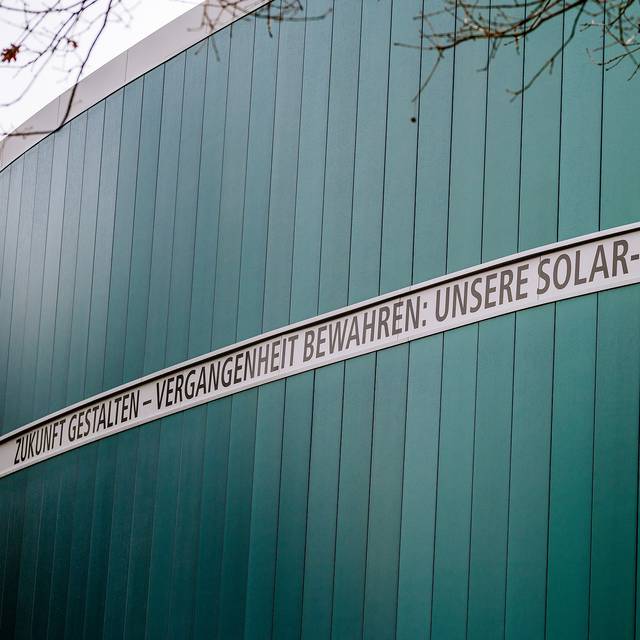 ZUKUNFT GESTALTEN – VERGANGENHEIT BEWAHREN: UNSERE SOLAR-